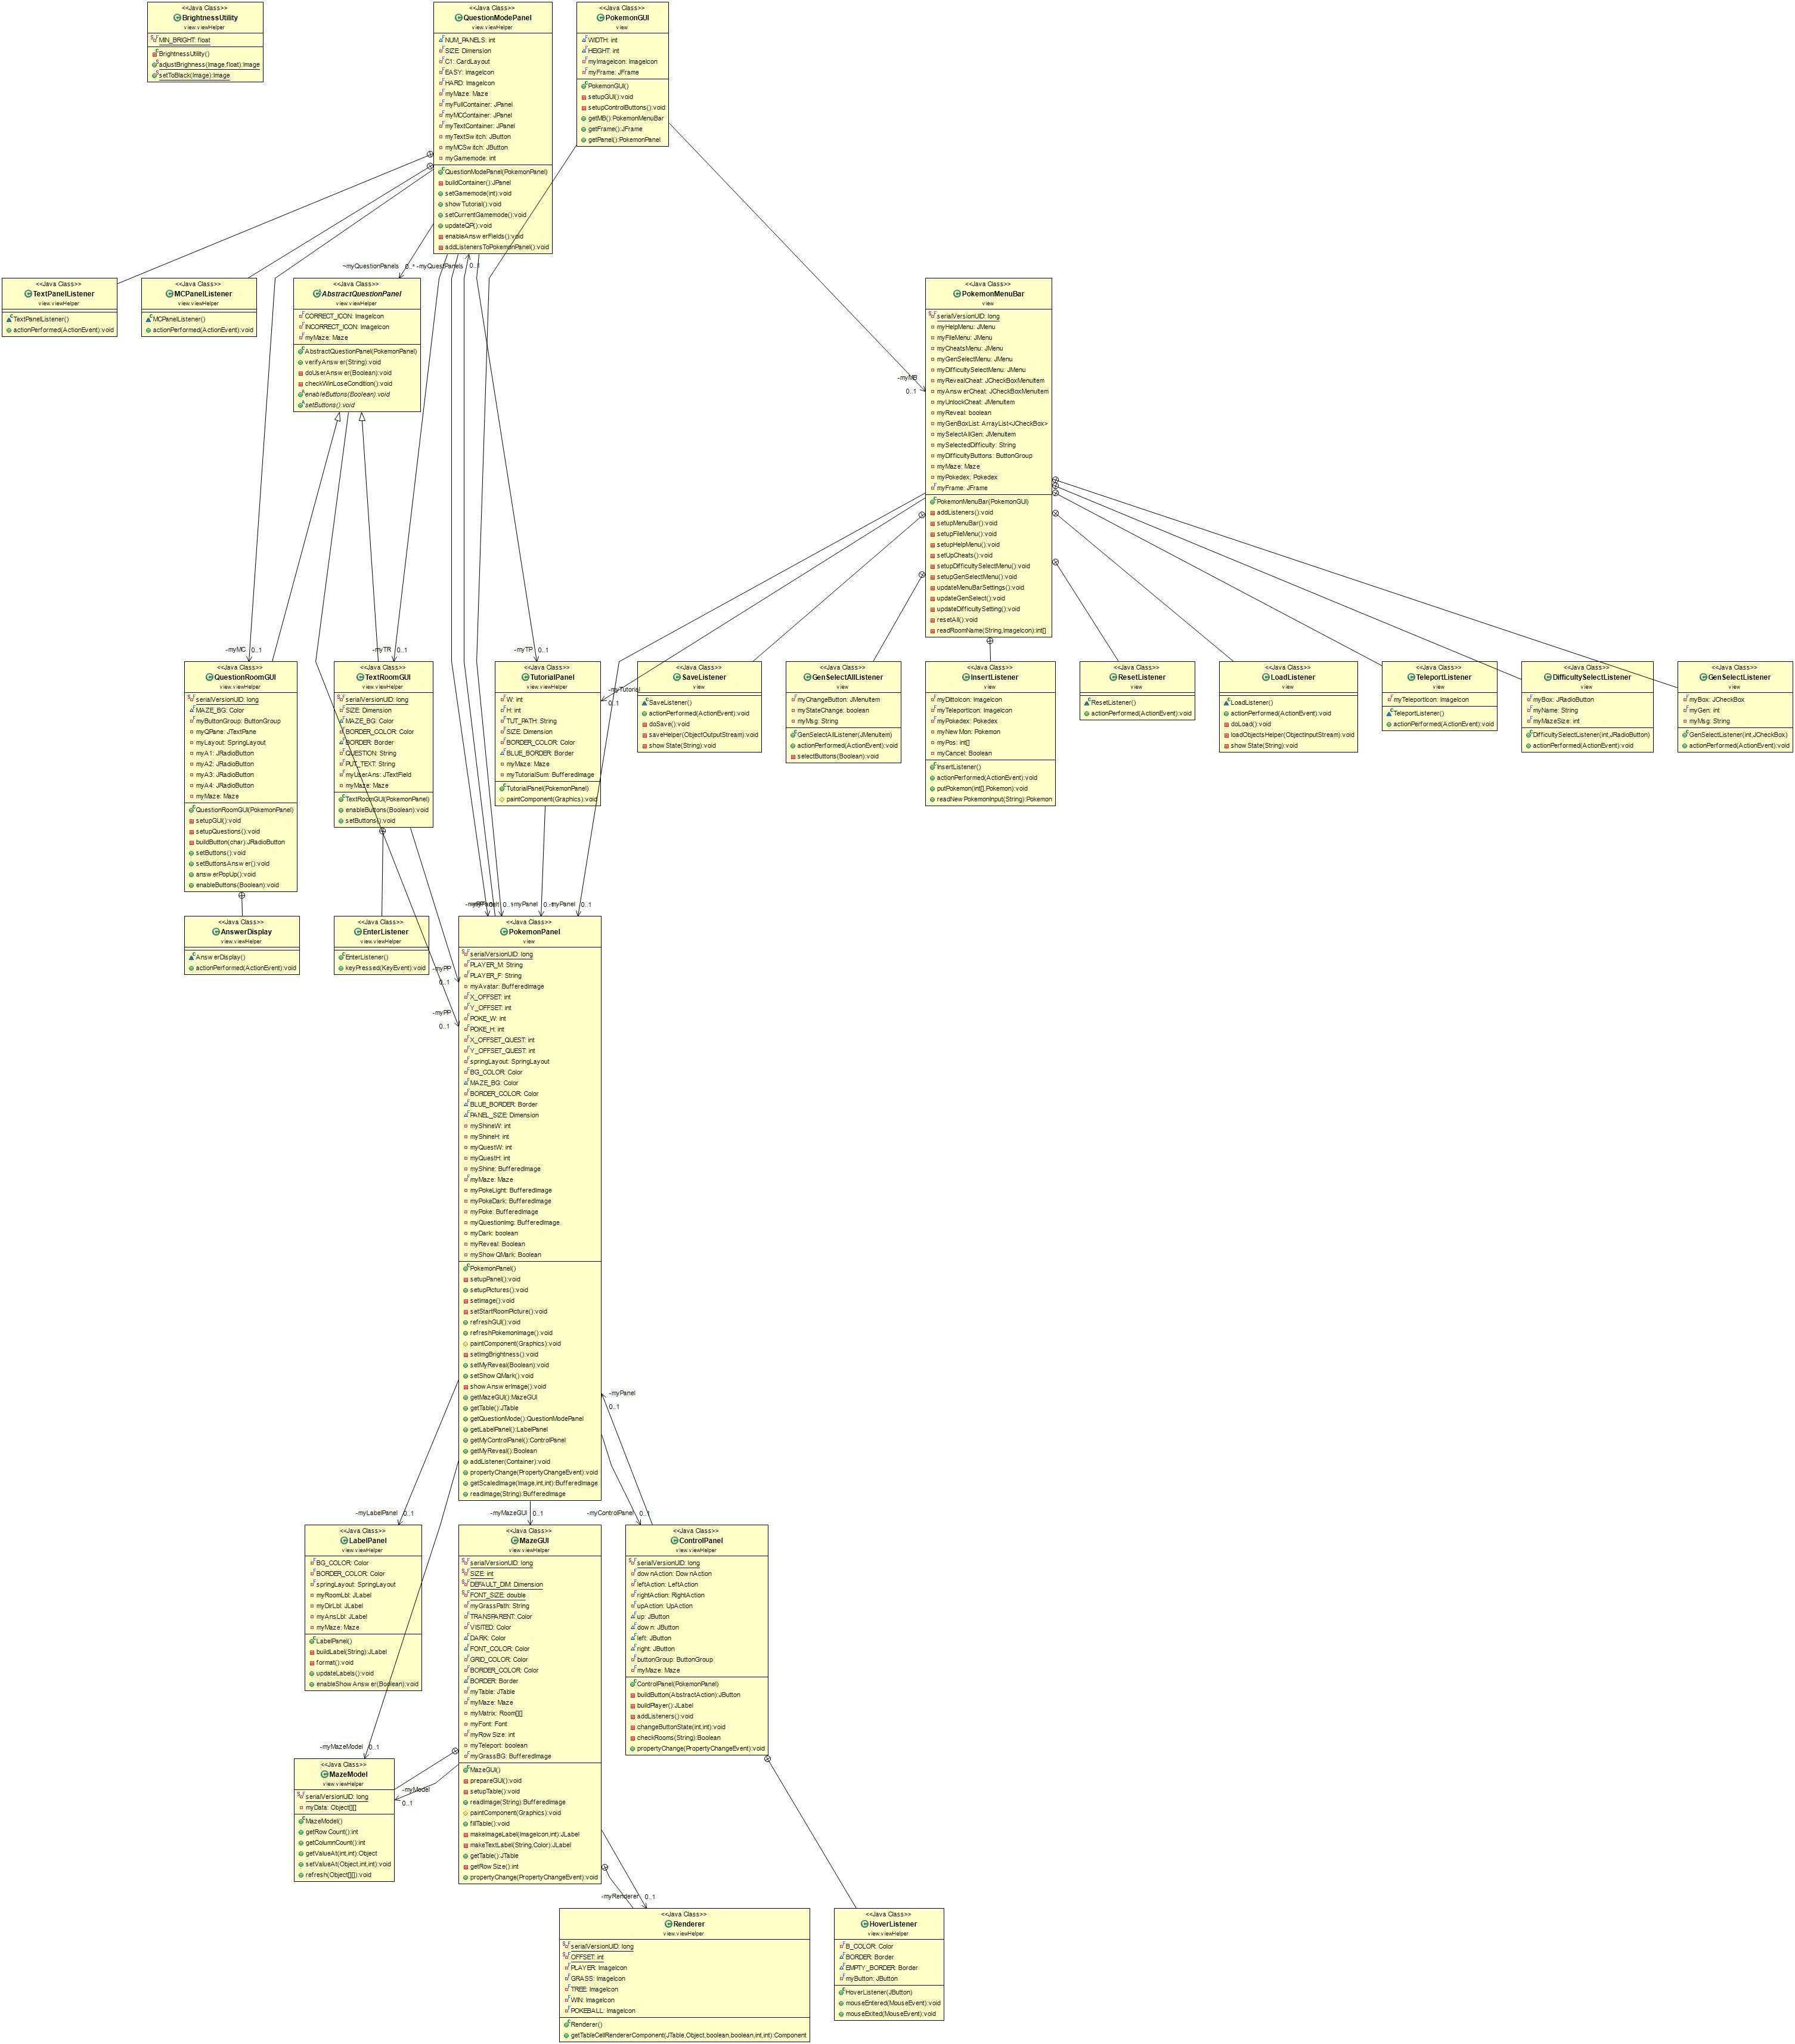 <<Java Class>>
BrightnessUtility
view.viewHelper
MIN_BRIGHT: float
BrightnessUtility()
adjustBrighness(Image,float):Image
setToBlack(Image):Image
<<Java Class>>
QuestionModePanel
view.viewHelper
NUM_PANELS: int
SIZE: Dimension
C1: CardLayout
EASY: ImageIcon
HARD: ImageIcon
myMaze: Maze
myFullContainer: JPanel
myMCContainer: JPanel
myTextContainer: JPanel
myTextSwitch: JButton
myMCSwitch: JButton
myGamemode: int
QuestionModePanel(PokemonPanel)
buildContainer():JPanel
setGamemode(int):void
showTutorial():void
setCurrentGamemode():void
updateQP():void
enableAnswerFields():void
addListenersToPokemonPanel():void
<<Java Class>>
PokemonGUI
view
WIDTH: int
HEIGHT: int
myImageIcon: ImageIcon
myFrame: JFrame
PokemonGUI()
setupGUI():void
setupControlButtons():void
getMB():PokemonMenuBar
getFrame():JFrame
getPanel():PokemonPanel
~myQuestionPanels 0..* -myQuestPanels 0..1
<<Java Class>>
TextPanelListener
view.viewHelper
TextPanelListener()
actionPerformed(ActionEvent):void
<<Java Class>>
MCPanelListener
view.viewHelper
MCPanelListener()
actionPerformed(ActionEvent):void
<<Java Class>>
AbstractQuestionPanel
view.viewHelper
CORRECT_ICON: ImageIcon
INCORRECT_ICON: ImageIcon
myMaze: Maze
AbstractQuestionPanel(PokemonPanel)
verifyAnswer(String):void
doUserAnswer(Boolean):void
checkWinLoseCondition():void
enableButtons(Boolean):void
setButtons():void
-myMB
0..1
<<Java Class>>
PokemonMenuBar
view
serialVersionUID: long
myHelpMenu: JMenu
myFileMenu: JMenu
myCheatsMenu: JMenu
myGenSelectMenu: JMenu
myDifficultySelectMenu: JMenu
myRevealCheat: JCheckBoxMenuItem
myAnswerCheat: JCheckBoxMenuItem
myUnlockCheat: JMenuItem
myReveal: boolean
myGenBoxList: ArrayList<JCheckBox>
mySelectAllGen: JMenuItem
mySelectedDifficulty: String
myDifficultyButtons: ButtonGroup
myMaze: Maze
myPokedex: Pokedex
myFrame: JFrame
PokemonMenuBar(PokemonGUI)
addListeners():void
setupMenuBar():void
setupFileMenu():void
setupHelpMenu():void
setUpCheats():void
setupDifficultySelectMenu():void
setupGenSelectMenu():void
updateMenuBarSettings():void
updateGenSelect():void
updateDifficultySetting():void
resetAll():void
readRoomName(String,ImageIcon):int[]
-myMC 0..1
-myTR 0..1
-myTP 0..1
<<Java Class>>
QuestionRoomGUI
view.viewHelper
serialVersionUID: long
MAZE_BG: Color
myButtonGroup: ButtonGroup
myQPane: JTextPane
myLayout: SpringLayout
myA1: JRadioButton
myA2: JRadioButton
myA3: JRadioButton
myA4: JRadioButton
myMaze: Maze
QuestionRoomGUI(PokemonPanel)
setupGUI():void
setupQuestions():void
buildButton(char):JRadioButton
setButtons():void
setButtonsAnswer():void
answerPopUp():void
enableButtons(Boolean):void
<<Java Class>>
TextRoomGUI
view.viewHelper
serialVersionUID: long
SIZE: Dimension
MAZE_BG: Color
BORDER_COLOR: Color
BORDER: Border
QUESTION: String
PUT_TEXT: String
myUserAns: JTextField
myMaze: Maze
TextRoomGUI(PokemonPanel)
enableButtons(Boolean):void
setButtons():void
<<Java Class>>
TutorialPanel
view.viewHelper
W: int
H: int
TUT_PATH: String
SIZE: Dimension
BORDER_COLOR: Color
BLUE_BORDER: Border
myMaze: Maze
myTutorialSum: BufferedImage
TutorialPanel(PokemonPanel)
paintComponent(Graphics):void
-myTutorial
0..1
<<Java Class>>
SaveListener
view
SaveListener()
actionPerformed(ActionEvent):void
doSave():void
saveHelper(ObjectOutputStream):void
showState(String):void
<<Java Class>>
GenSelectAllListener
view
myChangeButton: JMenuItem
myStateChange: boolean
myMsg: String
GenSelectAllListener(JMenuItem)
actionPerformed(ActionEvent):void
selectButtons(Boolean):void
<<Java Class>>
InsertListener
view
myDittoIcon: ImageIcon
myTeleportIcon: ImageIcon
myPokedex: Pokedex
myNewMon: Pokemon
myPos: int[]
myCancel: Boolean
InsertListener()
actionPerformed(ActionEvent):void
putPokemon(int[],Pokemon):void
readNewPokemonInput(String):Pokemon
<<Java Class>>
ResetListener
view
ResetListener()
actionPerformed(ActionEvent):void
<<Java Class>>
LoadListener
view
LoadListener()
actionPerformed(ActionEvent):void
doLoad():void
loadObjectsHelper(ObjectInputStream):void
showState(String):void
<<Java Class>>
TeleportListener
view
myTeleportIcon: ImageIcon
TeleportListener()
actionPerformed(ActionEvent):void
<<Java Class>>
DifficultySelectListener
view
myBox: JRadioButton
myName: String
myMazeSize: int
DifficultySelectListener(int,JRadioButton)
actionPerformed(ActionEvent):void
<<Java Class>>
GenSelectListener
view
myBox: JCheckBox
myGen: int
myMsg: String
GenSelectListener(int,JCheckBox)
actionPerformed(ActionEvent):void
<<Java Class>>
AnswerDisplay
view.viewHelper
AnswerDisplay()
actionPerformed(ActionEvent):void
<<Java Class>>
EnterListener
view.viewHelper
EnterListener()
keyPressed(KeyEvent):void
-myPanel 0..1
-myPanel 0..1
-myPP
0..1
-myPP
0..1
<<Java Class>>
PokemonPanel
view
serialVersionUID: long
PLAYER_M: String
PLAYER_F: String
myAvatar: BufferedImage
X_OFFSET: int
Y_OFFSET: int
POKE_W: int
POKE_H: int
X_OFFSET_QUEST: int
Y_OFFSET_QUEST: int
springLayout: SpringLayout
BG_COLOR: Color
MAZE_BG: Color
BORDER_COLOR: Color
BLUE_BORDER: Border
PANEL_SIZE: Dimension
myShineW: int
myShineH: int
myQuestW: int
myQuestH: int
myShine: BufferedImage
myMaze: Maze
myPokeLight: BufferedImage
myPokeDark: BufferedImage
myPoke: BufferedImage
myQuestionImg: BufferedImage
myDark: boolean
myReveal: Boolean
myShowQMark: Boolean
PokemonPanel()
setupPanel():void
setupPictures():void
setImage():void
setStartRoomPicture():void
refreshGUI():void
refreshPokemonImage():void
paintComponent(Graphics):void
setImgBrightness():void
setMyReveal(Boolean):void
setShowQMark():void
showAnswerImage():void
getMazeGUI():MazeGUI
getTable():JTable
getQuestionMode():QuestionModePanel
getLabelPanel():LabelPanel
getMyControlPanel():ControlPanel
getMyReveal():Boolean
addListener(Container):void
propertyChange(PropertyChangeEvent):void
getScaledImage(Image,int,int):BufferedImage
readImage(String):BufferedImage
-myPanel
0..1
-myLabelPanel 0..1
-myMazeGUI 0..1
-myControlPanel 0..1
<<Java Class>>
LabelPanel
view.viewHelper
BG_COLOR: Color
BORDER_COLOR: Color
springLayout: SpringLayout
myRoomLbl: JLabel
myDirLbl: JLabel
myAnsLbl: JLabel
myMaze: Maze
LabelPanel()
buildLabel(String):JLabel
format():void
updateLabels():void
enableShowAnswer(Boolean):void
<<Java Class>>
MazeGUI
view.viewHelper
serialVersionUID: long
SIZE: int
DEFAULT_DIM: Dimension
FONT_SIZE: double
myGrassPath: String
TRANSPARENT: Color
VISITED: Color
DARK: Color
FONT_COLOR: Color
GRID_COLOR: Color
BORDER_COLOR: Color
BORDER: Border
myTable: JTable
myMaze: Maze
myMatrix: Room[][]
myFont: Font
myRowSize: int
myTeleport: boolean
myGrassBG: BufferedImage
MazeGUI()
prepareGUI():void
setupTable():void
readImage(String):BufferedImage
paintComponent(Graphics):void
fillTable():void
makeImageLabel(ImageIcon,int):JLabel
makeTextLabel(String,Color):JLabel
getTable():JTable
getRowSize():int
propertyChange(PropertyChangeEvent):void
<<Java Class>>
ControlPanel
view.viewHelper
serialVersionUID: long
downAction: DownAction
leftAction: LeftAction
rightAction: RightAction
upAction: UpAction
up: JButton
down: JButton
left: JButton
right: JButton
buttonGroup: ButtonGroup
myMaze: Maze
ControlPanel(PokemonPanel)
buildButton(AbstractAction):JButton
buildPlayer():JLabel
addListeners():void
changeButtonState(int,int):void
checkRooms(String):Boolean
propertyChange(PropertyChangeEvent):void
-myMazeModel 0..1
<<Java Class>>
MazeModel
view.viewHelper
serialVersionUID: long
myData: Object[][]
MazeModel()
getRowCount():int
getColumnCount():int
getValueAt(int,int):Object
setValueAt(Object,int,int):void
refresh(Object[][]):void
-myModel
0..1
-myRenderer 0..1
<<Java Class>>
Renderer
view.viewHelper
serialVersionUID: long
OFFSET: int
PLAYER: ImageIcon
GRASS: ImageIcon
TREE: ImageIcon
WIN: ImageIcon
POKEBALL: ImageIcon
Renderer()
getTableCellRendererComponent(JTable,Object,boolean,boolean,int,int):Component
<<Java Class>>
HoverListener
view.viewHelper
B_COLOR: Color
BORDER: Border
EMPTY_BORDER: Border
myButton: JButton
HoverListener(JButton)
mouseEntered(MouseEvent):void
mouseExited(MouseEvent):void